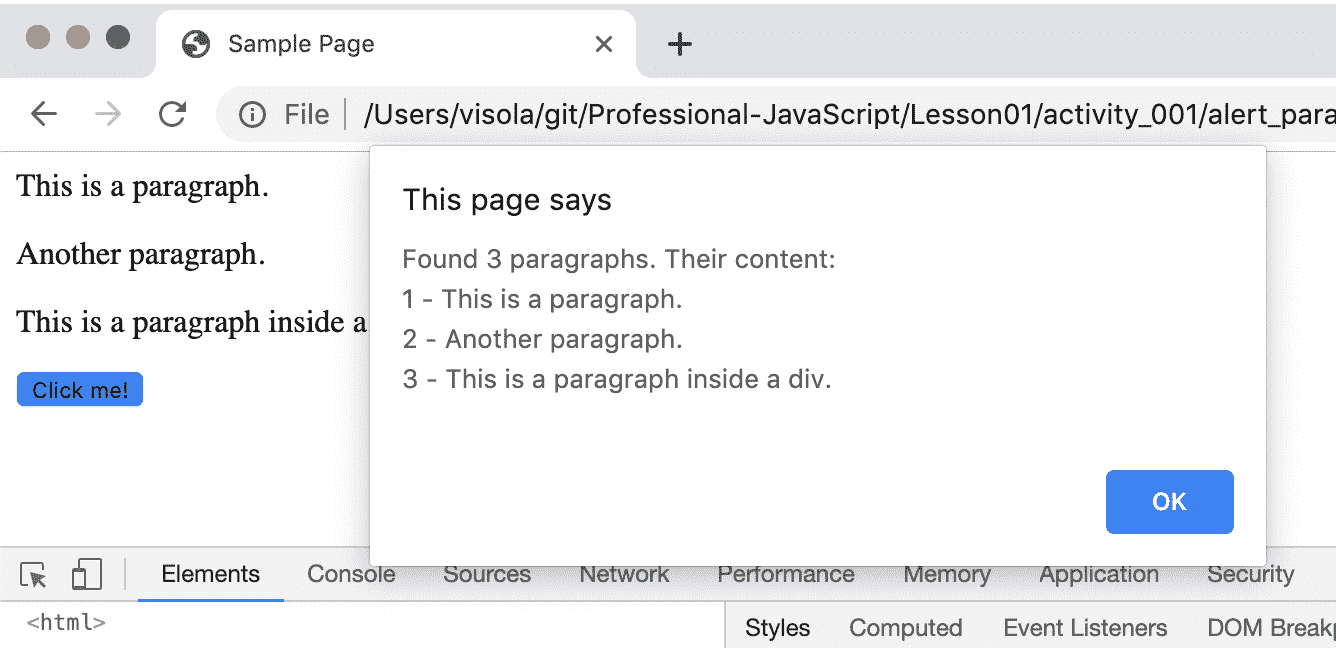 Sample Page
File /Users/visola/git/Professional-JavaScript/Lesson01/activity_001/alert_para
This is a paragraph.
Another paragraph.
This is a paragraph inside a
Click me!
This page says
Found 3 paragraphs. Their content:
1 - This is a paragraph.
2 - Another paragraph.
3 - This is a paragraph inside a div.
OK
Elements Console Sources Network Performance Memory Application Security
<html>
Styles Computed Event Listeners DOM Breakp